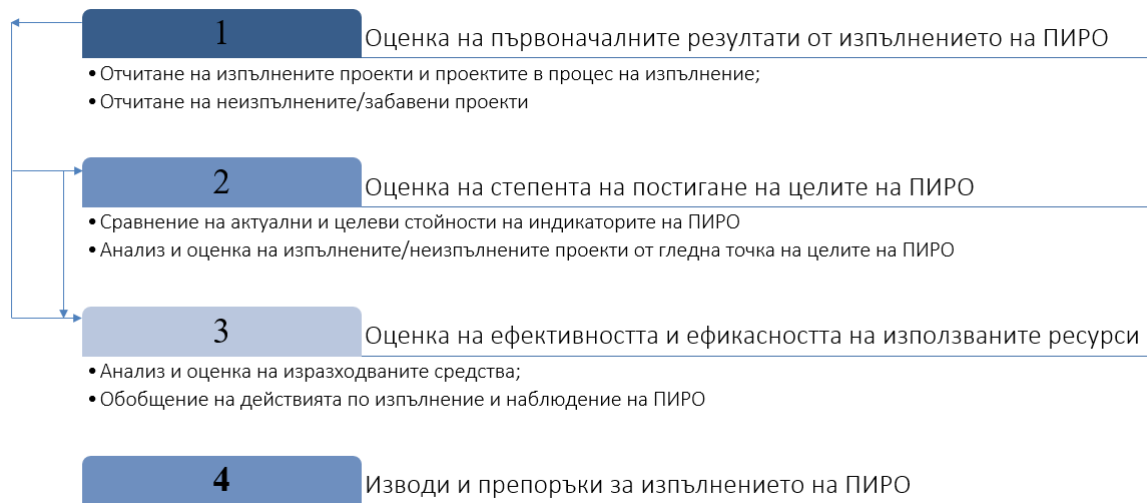 1
Оценка на първоначалните резултати от изпълнението на ПИРО
• Отчитане на изпълнените проекти и проектите в процес на изпълнение;
• Отчитане на неизпълнените/забавени проекти
2
Оценка на степента на постигане на целите на ПИРО
• Сравнение на актуални и целеви стойности на индикаторите на ПИРО
• Анализ и оценка на изпълнените/неизпълнените проекти от гледна точка на целите на ПИРО
3
Оценка на ефективността и ефикасността на използваните ресурси
• Анализ и оценка на изразходваните средства;
• Обобщение на действията по изпълнение и наблюдение на ПИРО
4
Изводи и препоръки за изпълнението на ПИРО